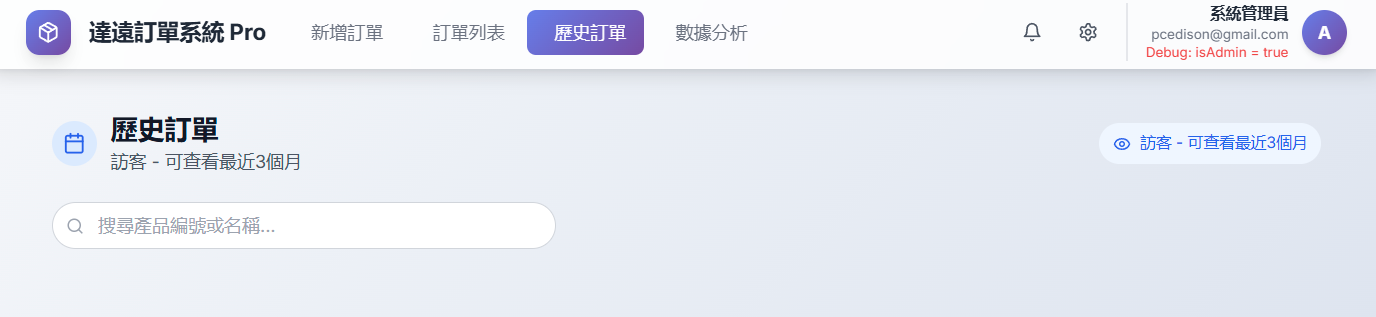 達遠訂單系統 Pro
新增訂單
訂單列表
歷史訂單
數據分析
系統管理員
pcedison@gmail.com
Debug: isAdmin = true
A
歷史訂單
訪客 - 可查看最近3個月
訪客 - 可查看最近3個月
搜尋產品編號或名稱...